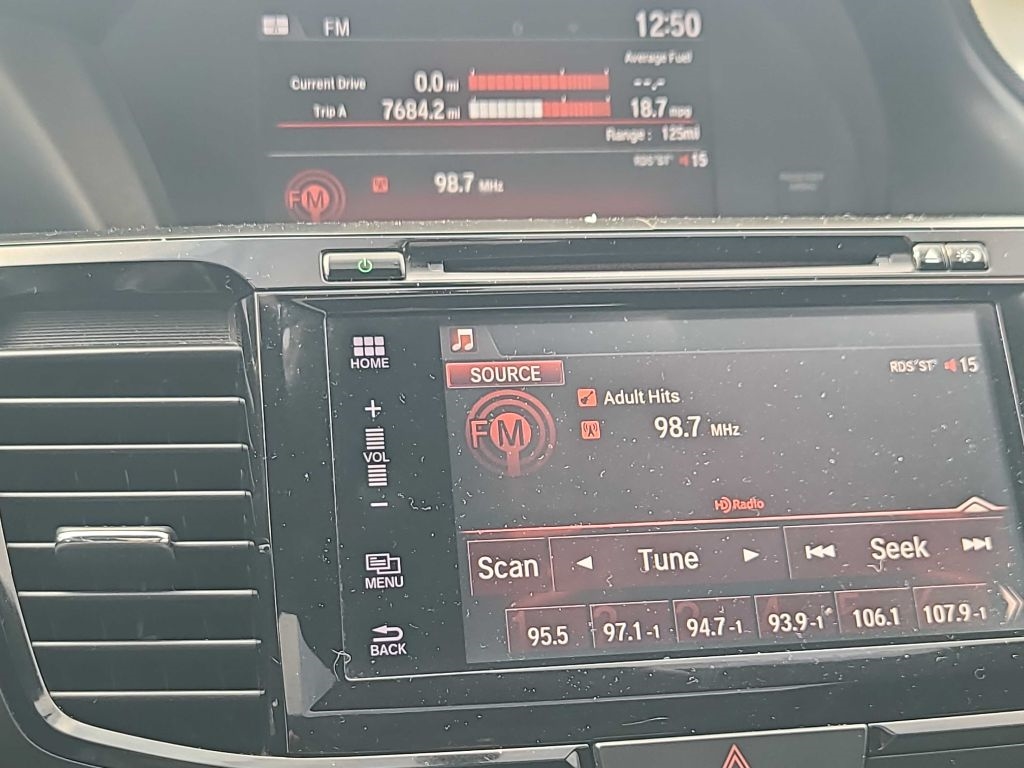 FM 12:50
Average Fuel
Current Drive 0.0 mi --.-
Trip A 7684.2 mi 18.7 mpg
Range: 125mi
RDS ST 15
FM 98.7 MHz
HOME
SOURCE
RDS ST 15
FM
Adult Hits
98.7 MHz
+
VOL
-
HD Radio
MENU
Scan Tune Seek
BACK
95.5 97.1-1 94.7-1 93.9-1 106.1 107.9-1